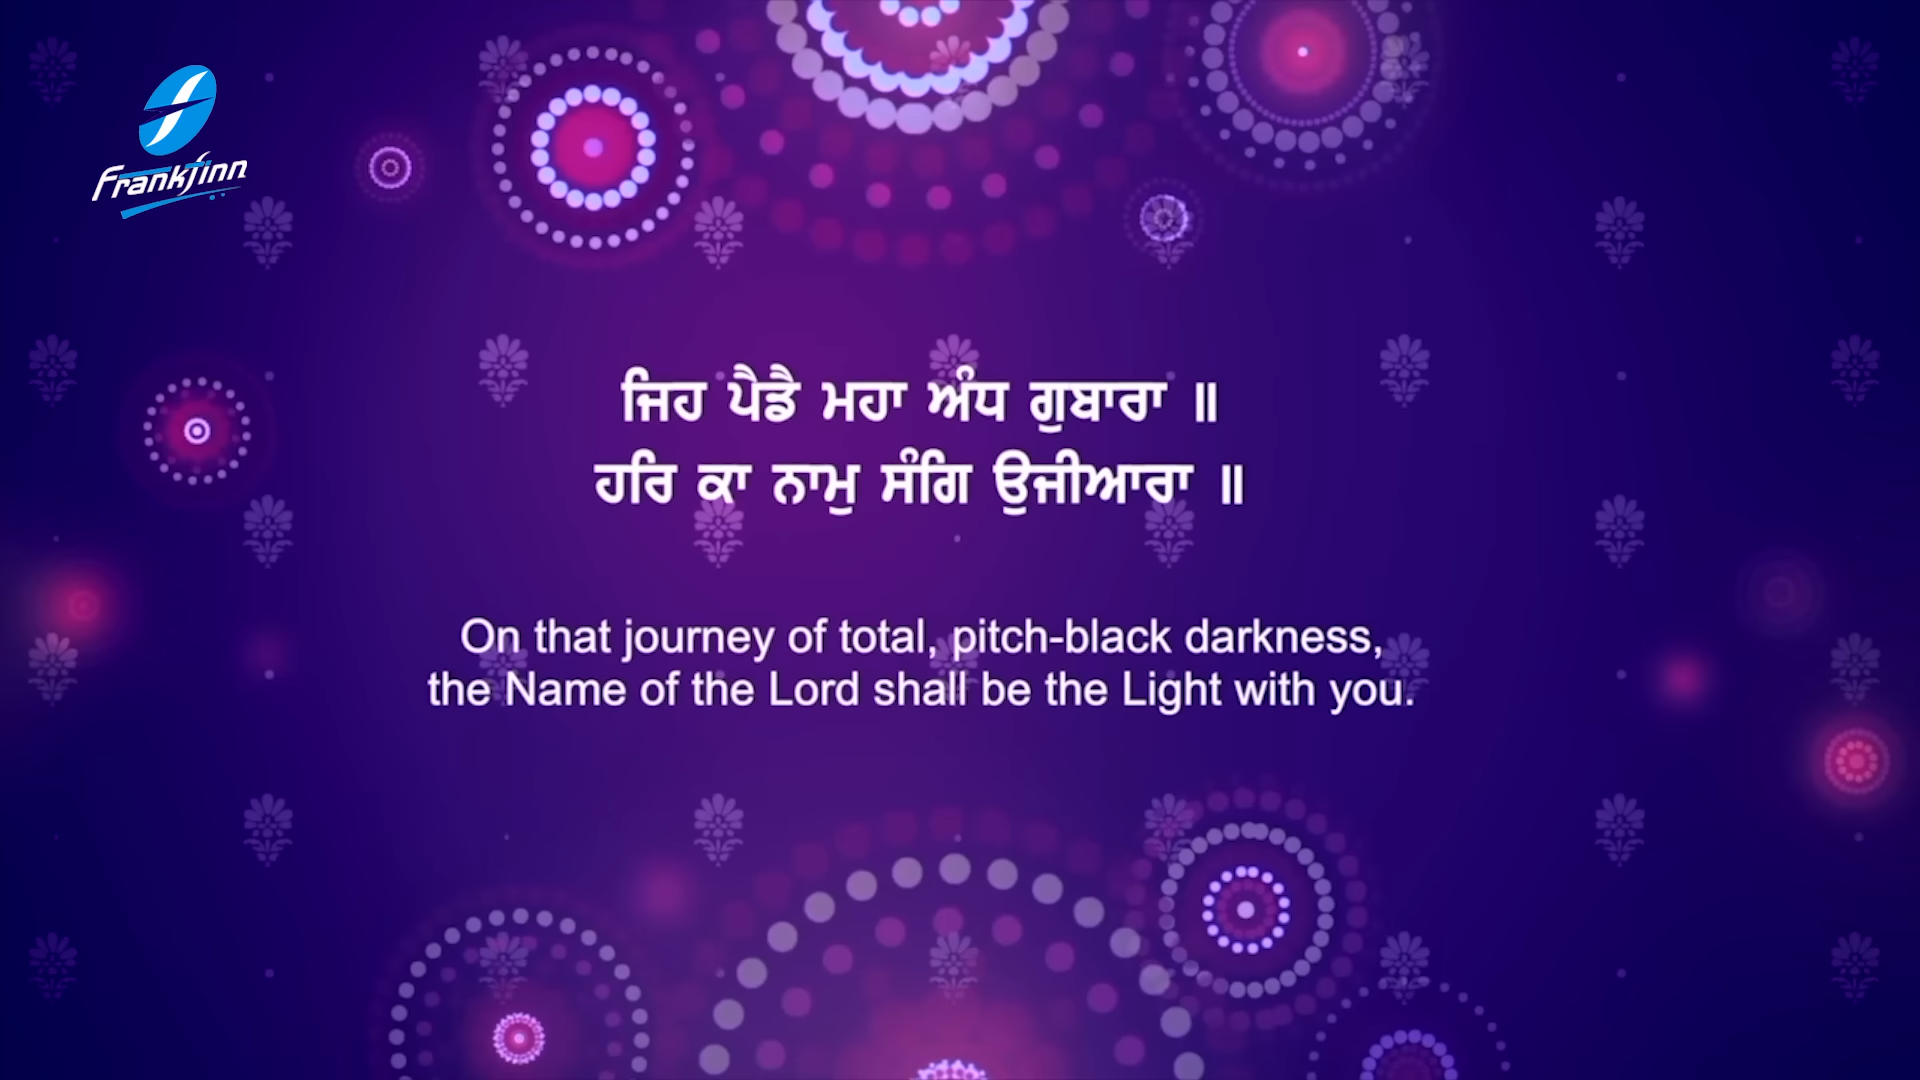 Frankfinn
ਜਿਹ ਪੈਡੈ ਮਹਾ ਅੰਧ ਗੁਬਾਰਾ ॥
ਹਰਿ ਕਾ ਨਾਮੁ ਸੰਗਿ ਉਜੀਆਰਾ ॥
On that journey of total, pitch-black darkness,
the Name of the Lord shall be the Light with you.